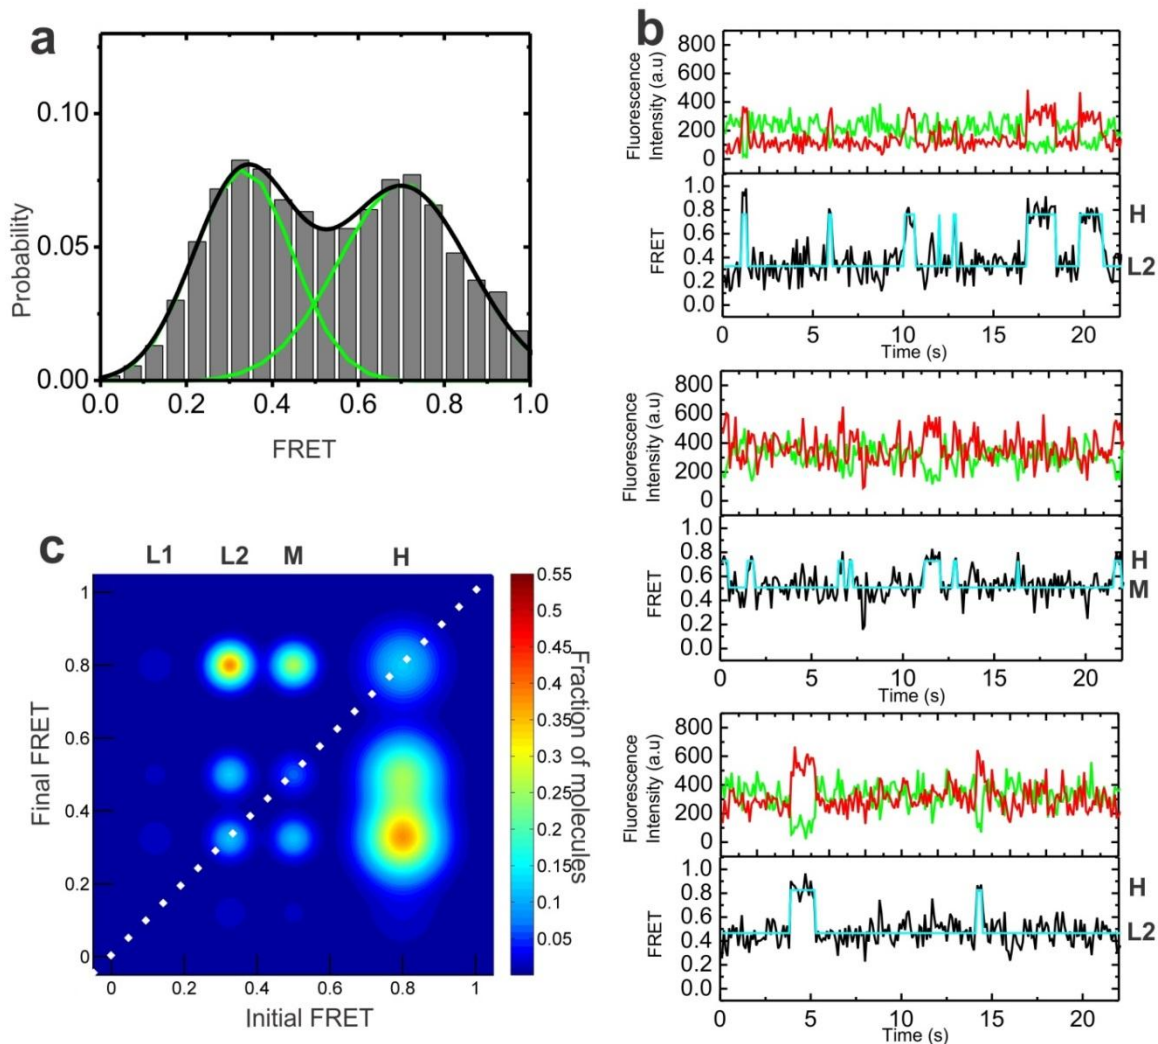 a
0.10
0.05
0.00
Probability
0.0 0.2 0.4 0.6 0.8 1.0
FRET
b
800
600
400
200
0
Fluorescence
Intensity (a.u)
1.0
0.8
0.6
0.4
0.2
0.0
FRET
H
L2
0 5 10 15 20
Time (s)
800
600
400
200
0
Fluorescence
Intensity (a.u)
1.0
0.8
0.6
0.4
0.2
0.0
FRET
H
M
0 5 10 15 20
Time (s)
800
600
400
200
0
Fluorescence
Intensity (a.u)
1.0
0.8
0.6
0.4
0.2
0.0
FRET
H
L2
0 5 10 15 20
Time (s)
c
L1 L2 M H
1
0.8
0.6
0.4
0.2
0
Final FRET
0 0.2 0.4 0.6 0.8 1
Initial FRET
0.55
0.5
0.45
0.4
0.35
0.3
0.25
0.2
0.15
0.1
0.05
Fraction of molecules